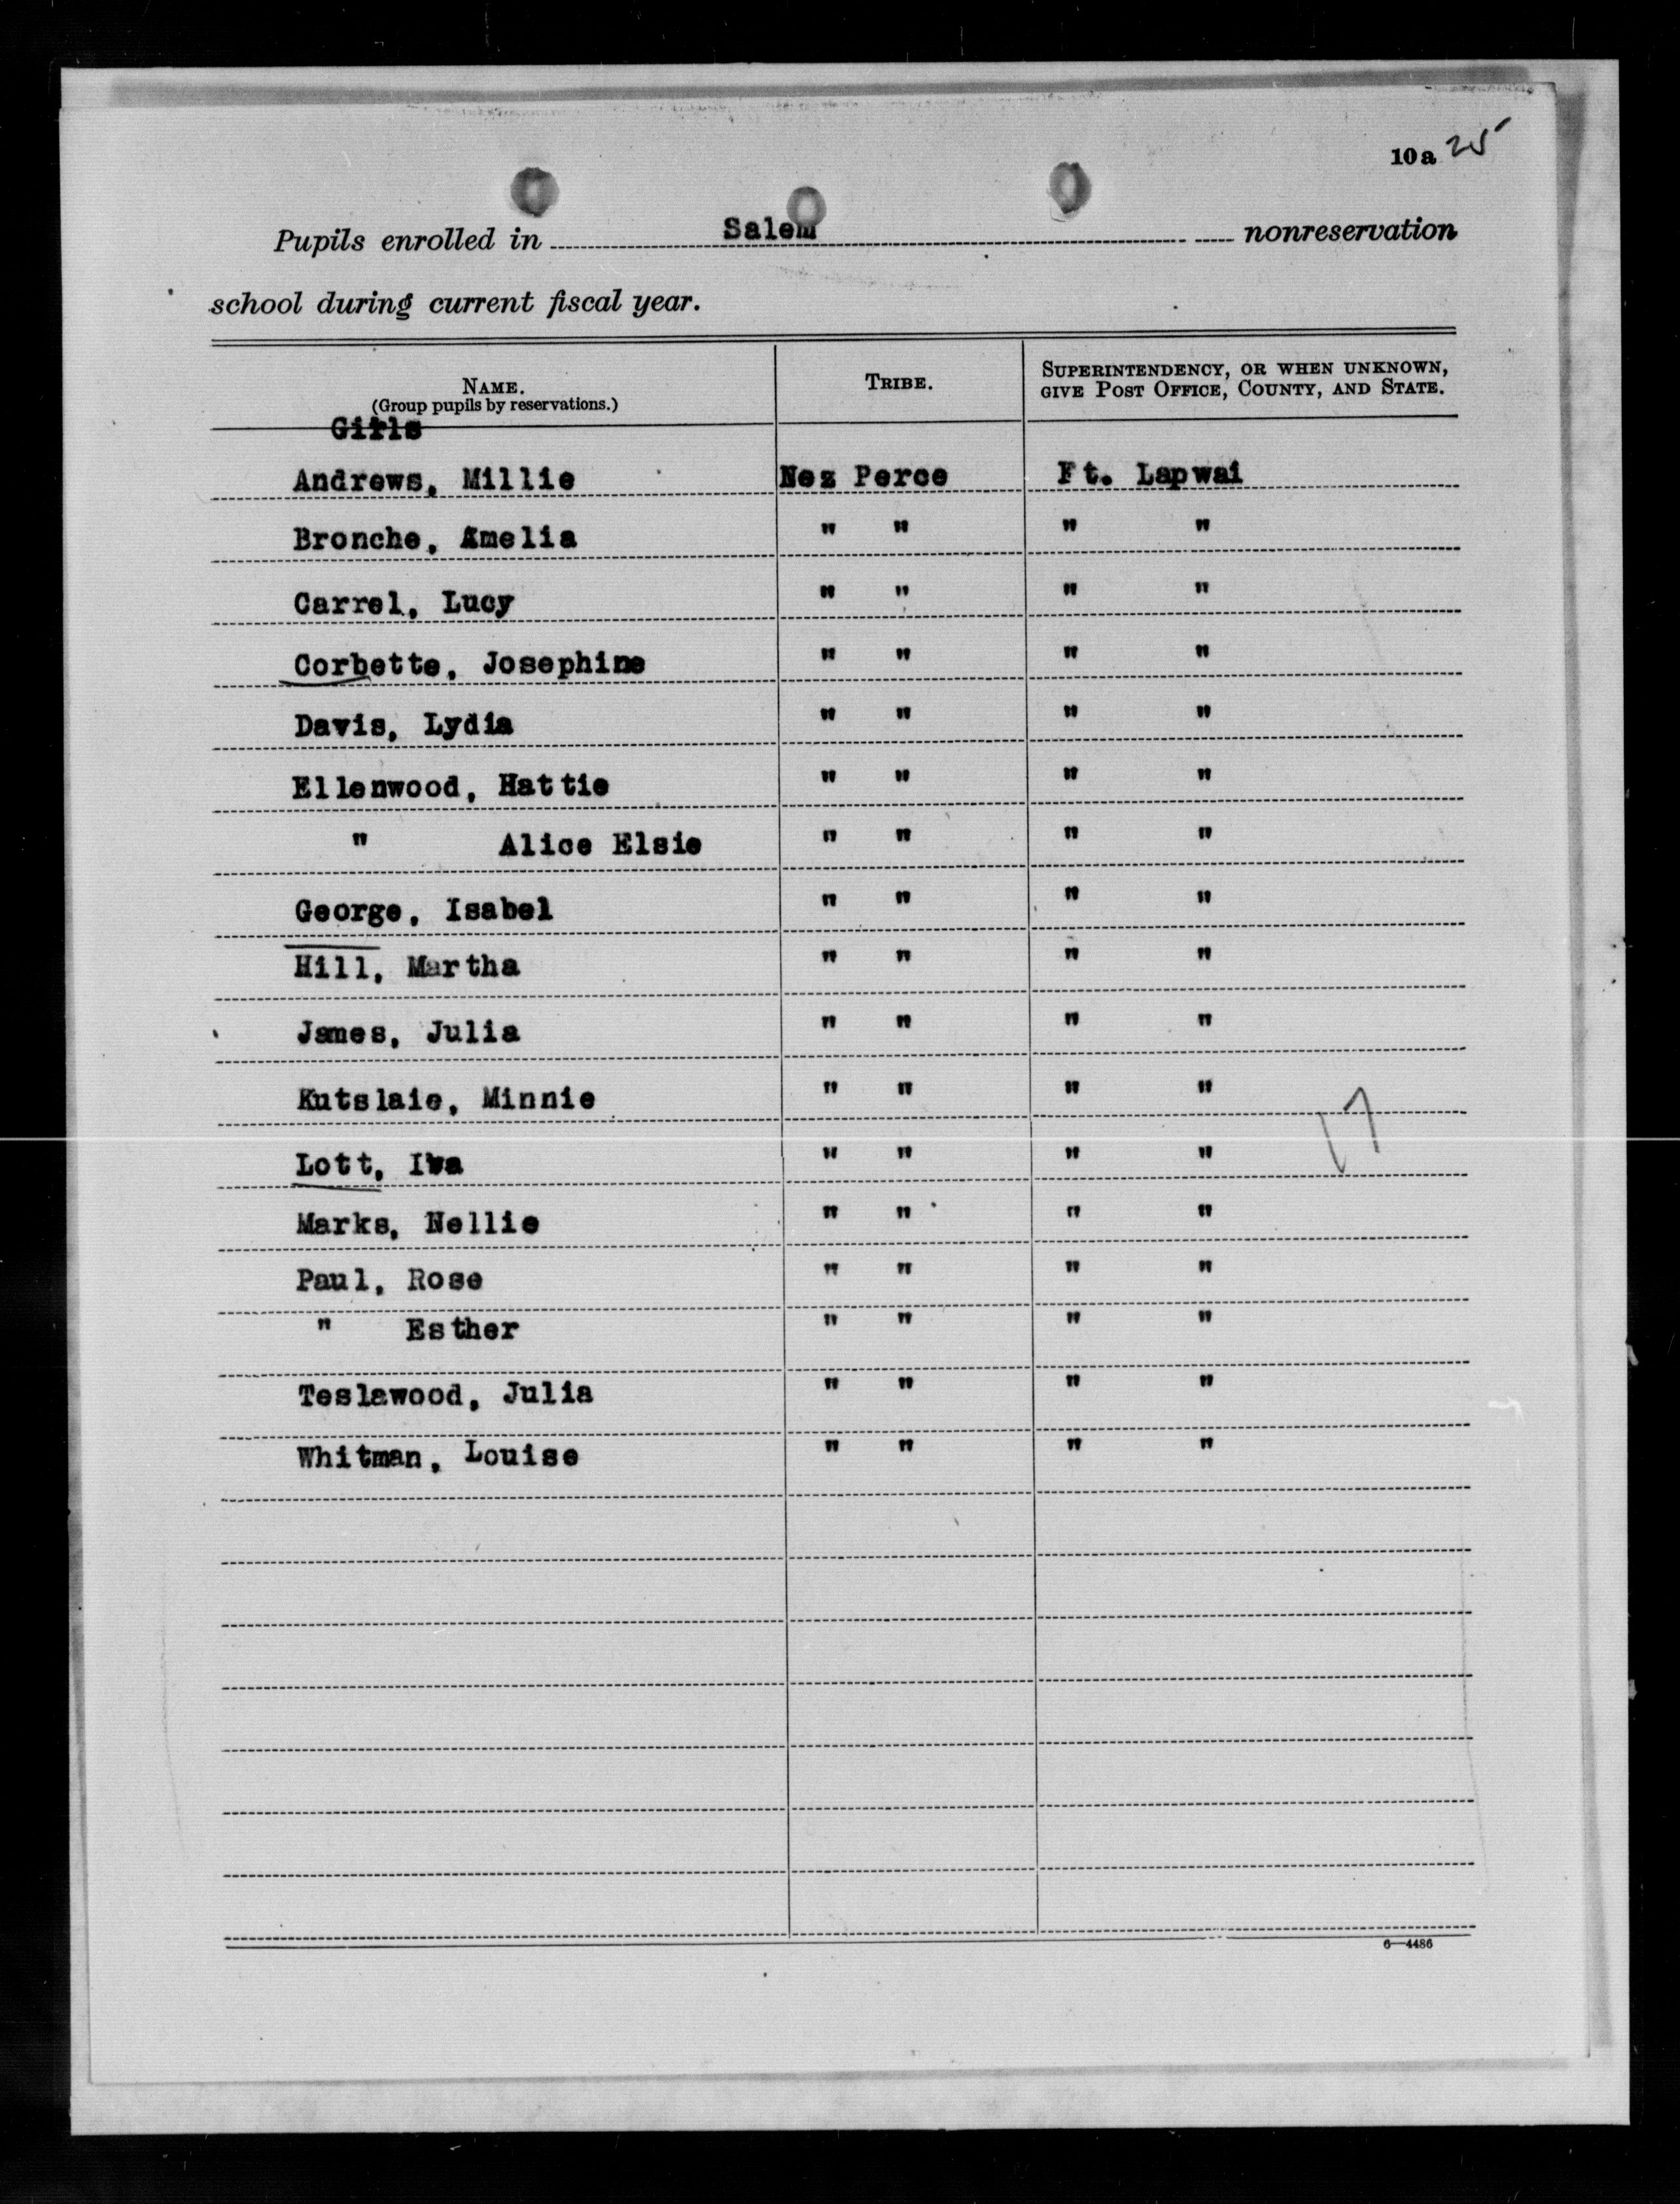 10a 25
Pupils enrolled in Salem nonreservation
school during current fiscal year.
NAME.
(Group pupils by reservations.)
TRIBE.
SUPERINTENDENCY, OR WHEN UNKNOWN,
GIVE POST OFFICE, COUNTY, AND STATE.
Girls
Andrews, Millie Nez Perce Ft. Lapwai
Bronche, Amelia " " " "
Carrel, Lucy " " " "
Corbette, Josephine " " " "
Davis, Lydia " " " "
Ellenwood, Hattie " " " "
" Alice Elsie " " " "
George, Isabel " " " "
Hill, Martha " " " "
James, Julia " " " "
Kutslaie, Minnie " " " "
Lott, Iva " " " "
17
Marks, Nellie " " " "
Paul, Rose " " " "
" Esther " " " "
Teslawood, Julia " " " "
Whitman, Louise " " " "
6—4486